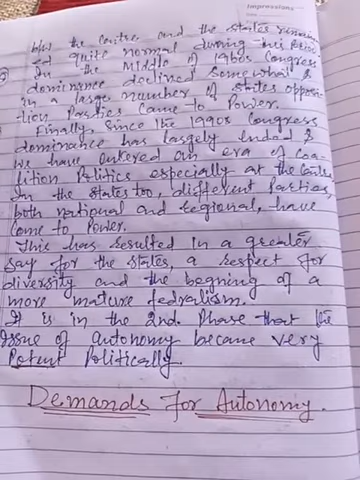 Impressions
b/w the centre and the states remained
set quite normal during this period
In the Middle of 1960s Congress
dominance declined somewhat &
in a large number of states opposi-
tion Parties came to Power.
Finally, Since the 1990s Congress
dominance has largely Ended &
we have entered an era of Coa-
lition Politics especially at the Centre
In the states too, different Parties,
both national and regional, have
Come to Power.
This has resulted in a greater
say for the states, a respect for
diversity and the begning of a
more mature fedralism.
It is in the 2nd Phase that the
Issue of autonomy became very
Potent Politically.
Demands For Autonomy.